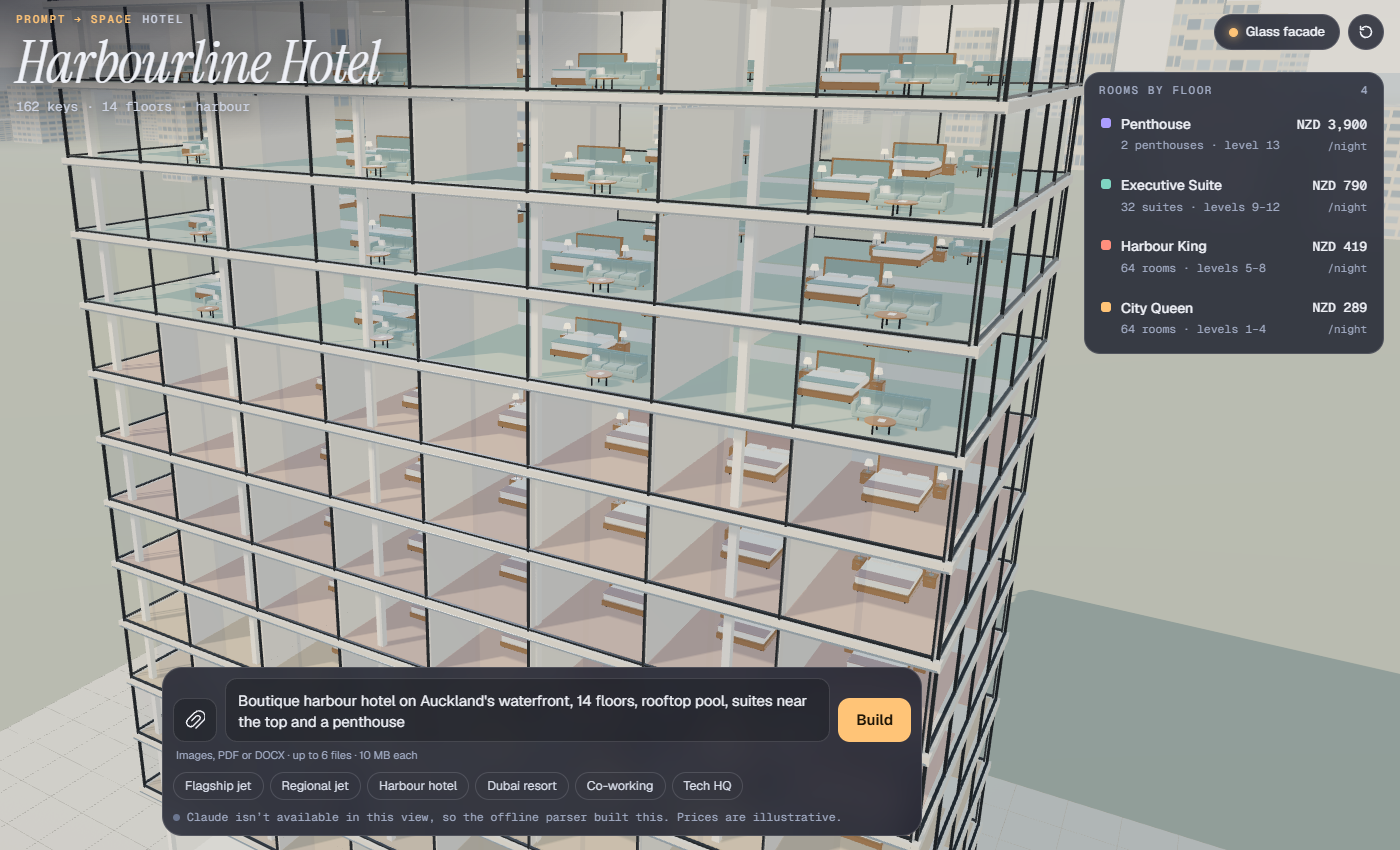 PROMPT → SPACE HOTEL
Harbourline Hotel
162 keys · 14 floors · harbour
Glass facade
ROOMS BY FLOOR 4
Penthouse NZD 3,900
2 penthouses · level 13 /night
Executive Suite NZD 790
32 suites · levels 9–12 /night
Harbour King NZD 419
64 rooms · levels 5–8 /night
City Queen NZD 289
64 rooms · levels 1–4 /night
Boutique harbour hotel on Auckland's waterfront, 14 floors, rooftop pool, suites near
the top and a penthouse
Build
Images, PDF or DOCX · up to 6 files · 10 MB each
Flagship jet Regional jet Harbour hotel Dubai resort Co-working Tech HQ
Claude isn't available in this view, so the offline parser built this. Prices are illustrative.